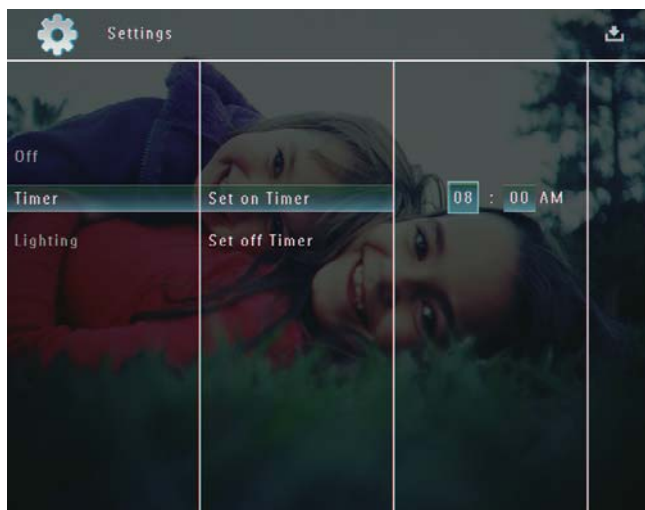 Settings
Off
Timer
Set on Timer
08 : 00 AM
Lighting
Set off Timer